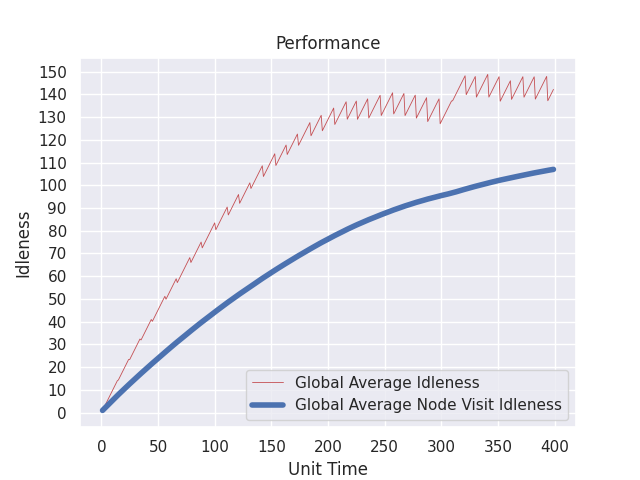 Performance
150
140
130
120
110
100
90
80
70
60
50
40
30
20
10
0
Idleness
0 50 100 150 200 250 300 350 400
Unit Time
Global Average Idleness
Global Average Node Visit Idleness